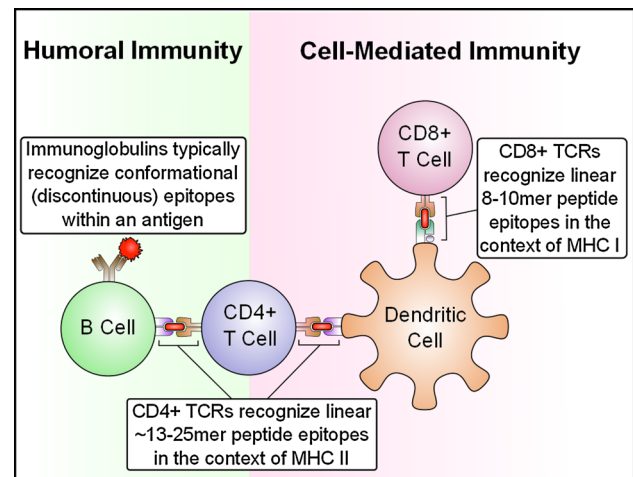 Humoral Immunity
Cell-Mediated Immunity
Immunoglobulins typically
recognize conformational
(discontinuous) epitopes
within an antigen
CD8+
T Cell
CD8+ TCRs
recognize linear
8-10mer peptide
epitopes in the
context of MHC I
B Cell
CD4+
T Cell
Dendritic
Cell
CD4+ TCRs recognize linear
~13-25mer peptide epitopes
in the context of MHC II